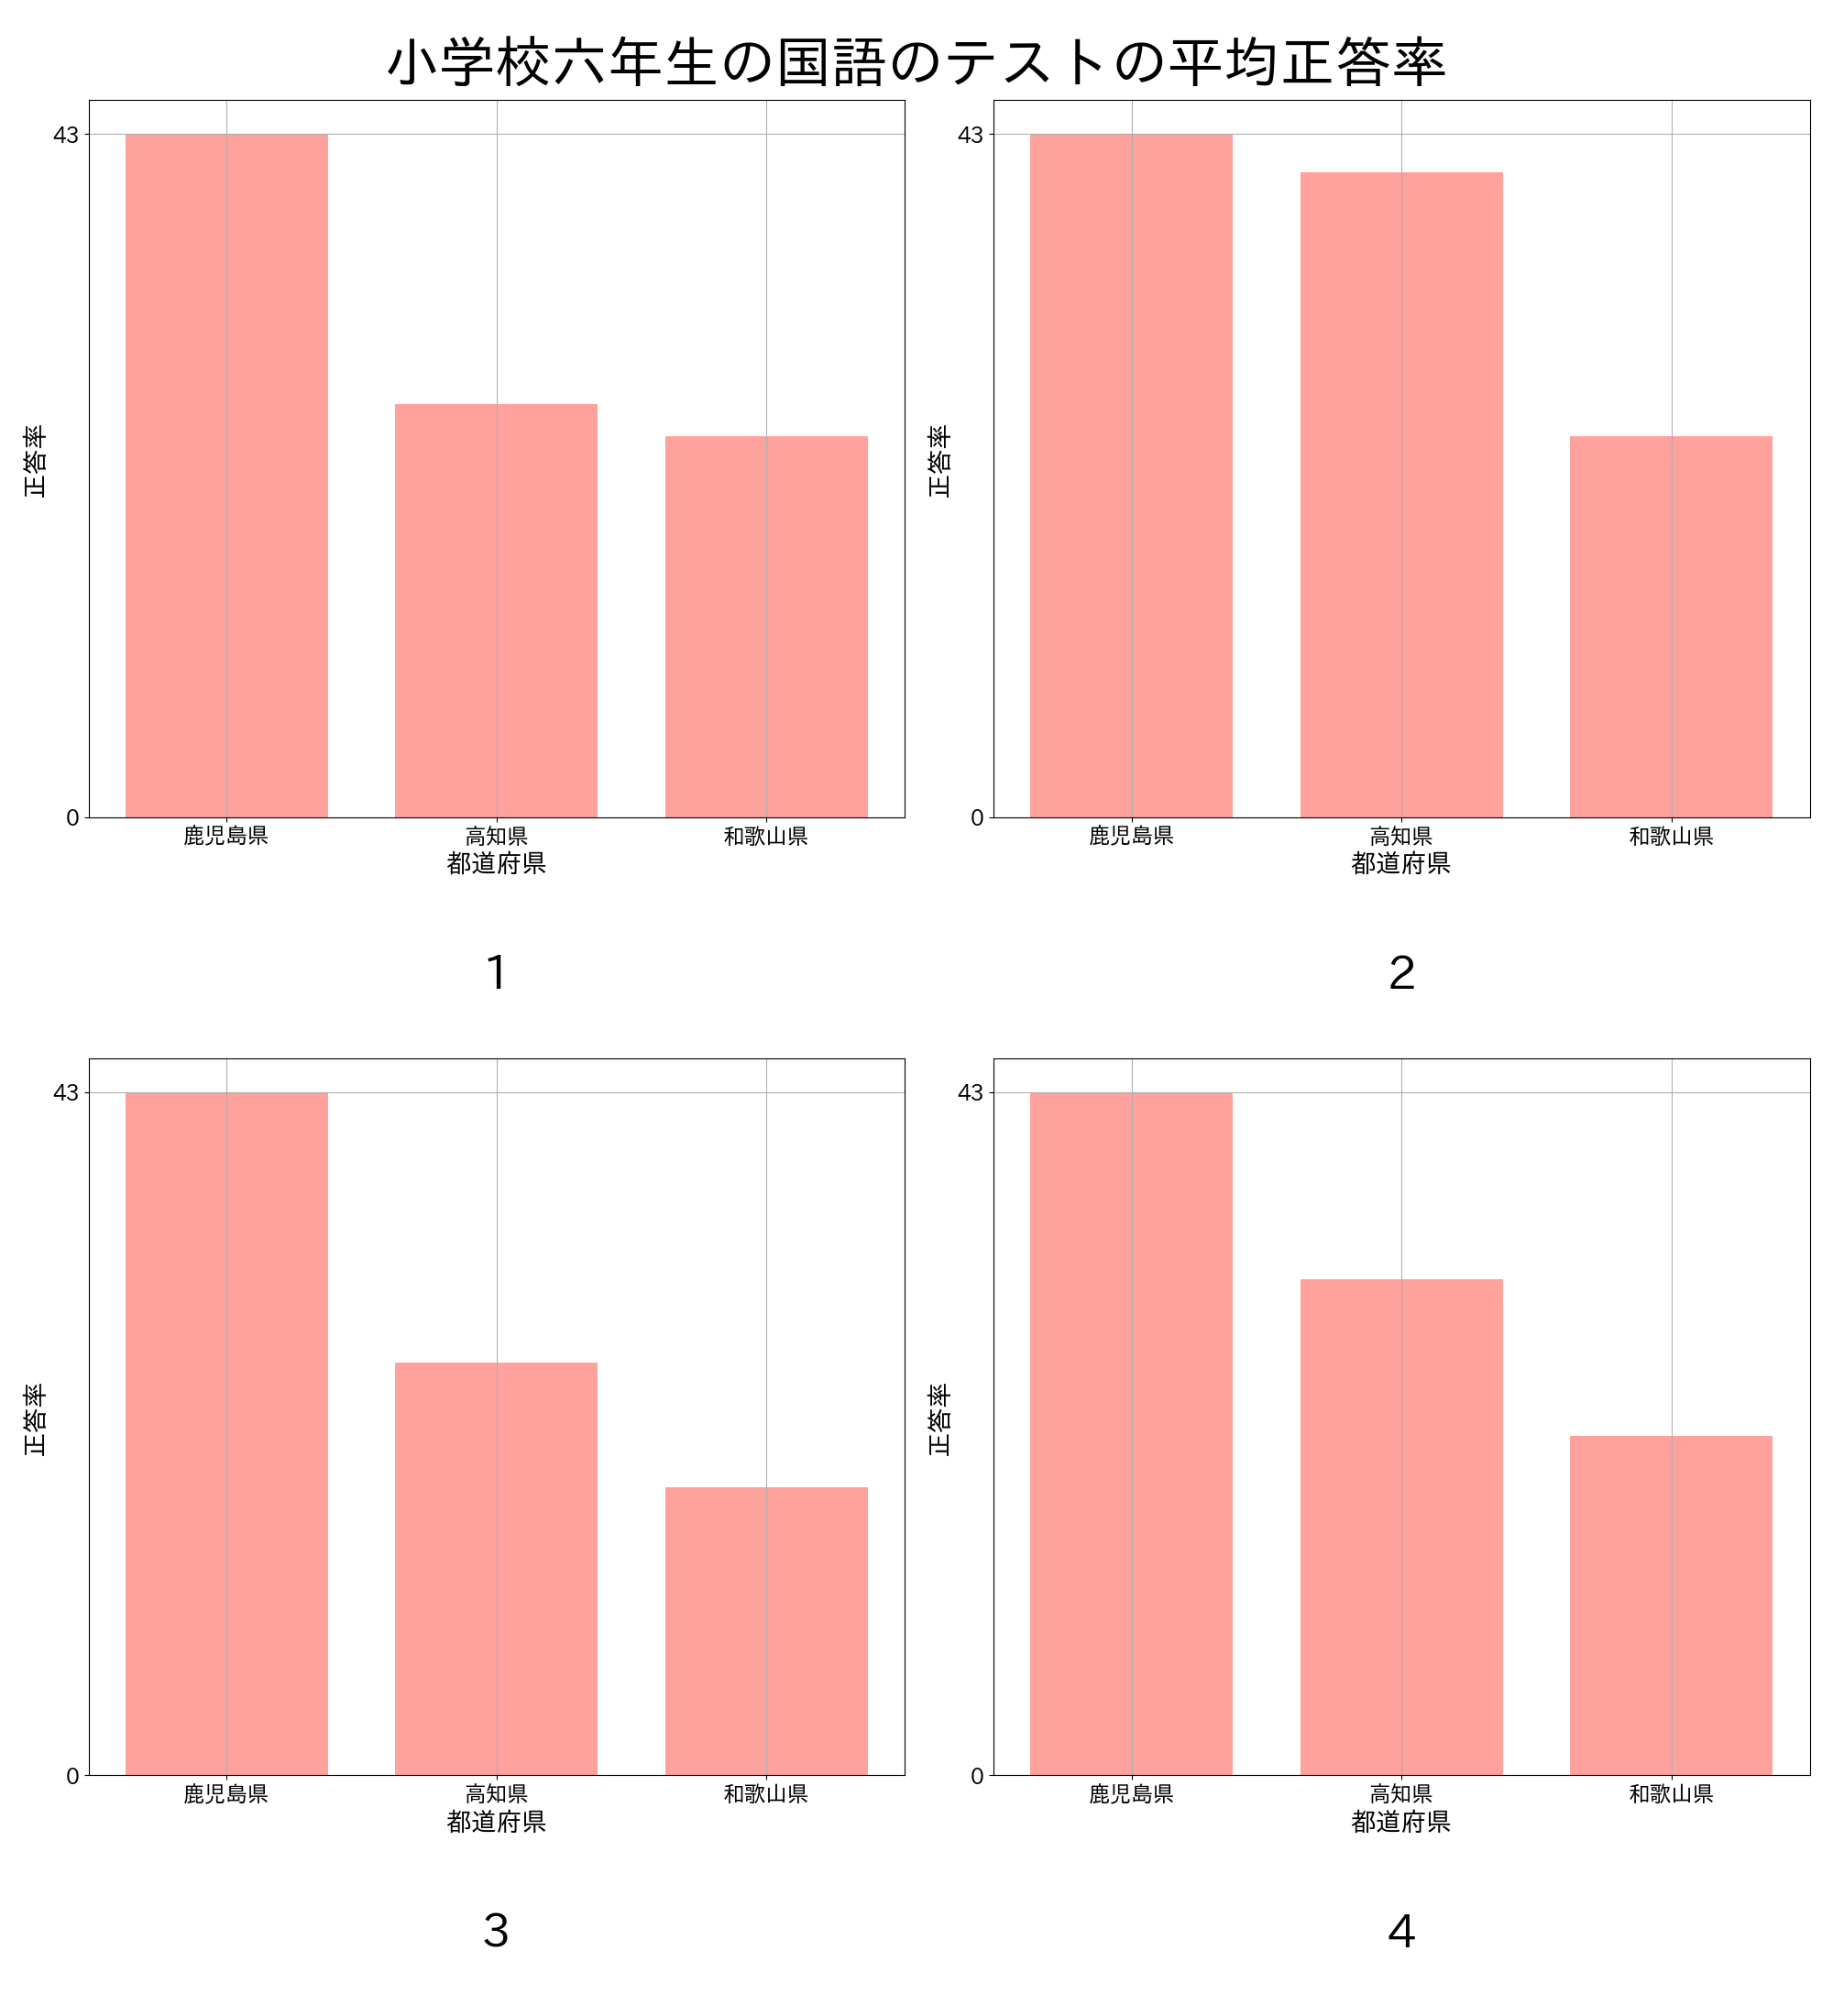 小学校六年生の国語のテストの平均正答率
43
0
正答率
鹿児島県 高知県 和歌山県
都道府県
1
43
0
正答率
鹿児島県 高知県 和歌山県
都道府県
2
43
0
正答率
鹿児島県 高知県 和歌山県
都道府県
3
43
0
正答率
鹿児島県 高知県 和歌山県
都道府県
4